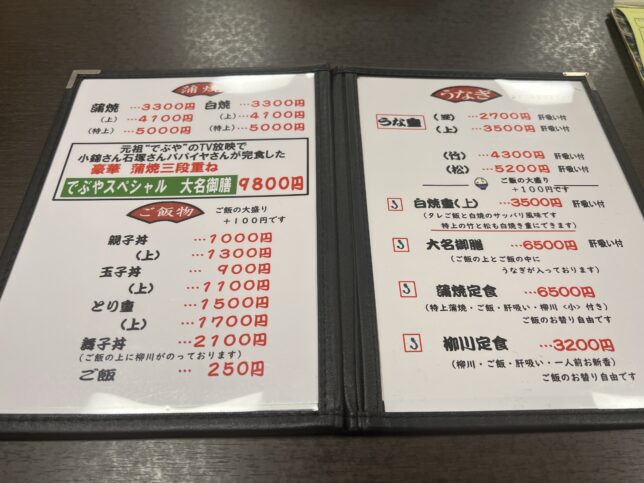 蒲焼
蒲焼 …3300円 白焼 …3300円
(上) …4100円 (上) …4100円
(特上) …5000円 (特上) …5000円
元祖"でぶや"のTV放映で
小錦さん石塚さんパパイヤさんが完食した
豪華 蒲焼三段重ね
でぶやスペシャル 大名御膳 9800円
ご飯物 ご飯の大盛り
+100円です
親子丼 …1000円
(上) …1300円
玉子丼 … 900円
(上) …1100円
とり重 …1500円
(上) …1700円
舞子丼 …2100円
(ご飯の上に柳川がのっております)
ご飯 … 250円
うなぎ
うな重 …2700円 肝吸い付
(上) …3500円 肝吸い付
(竹) …4300円 肝吸い付
(松) …5200円 肝吸い付
ご飯の大盛り
+100円です
白焼重(上) …3500円 肝吸い付
(タレご飯と白焼のサッパリ風味です
特上の竹と松も白焼き重にできます)
大名御膳 …6500円 肝吸い付
(ご飯の上とご飯の中に
うなぎが入っております)
蒲焼定食 …6500円
(特上蒲焼・ご飯・肝吸い・柳川<小>付き)
ご飯のお替り自由です
柳川定食 …3200円
(柳川・ご飯・肝吸い・一人前お新香)
ご飯のお替り自由です